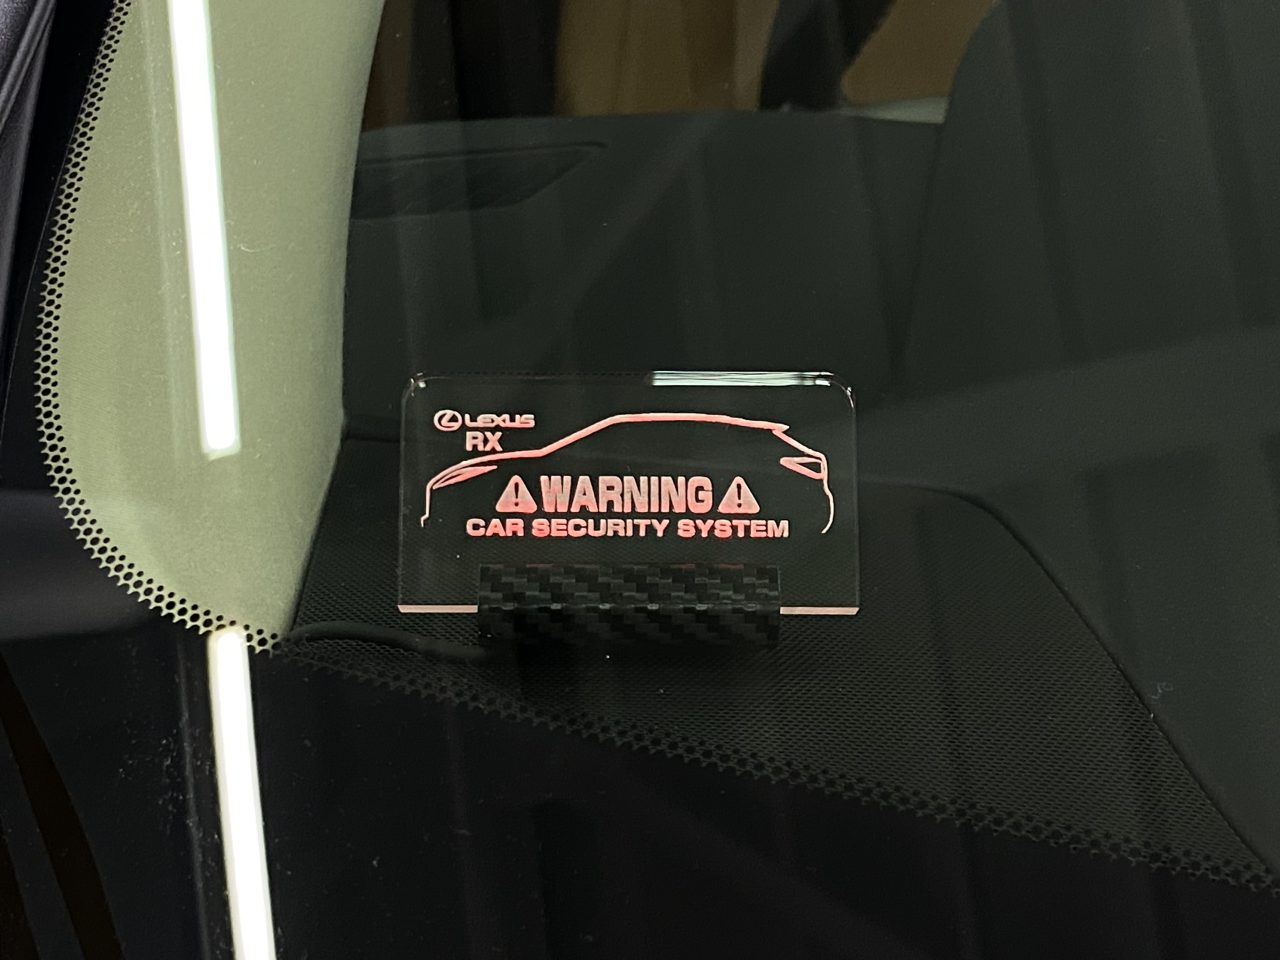 LEXUS
RX
WARNING
CAR SECURITY SYSTEM